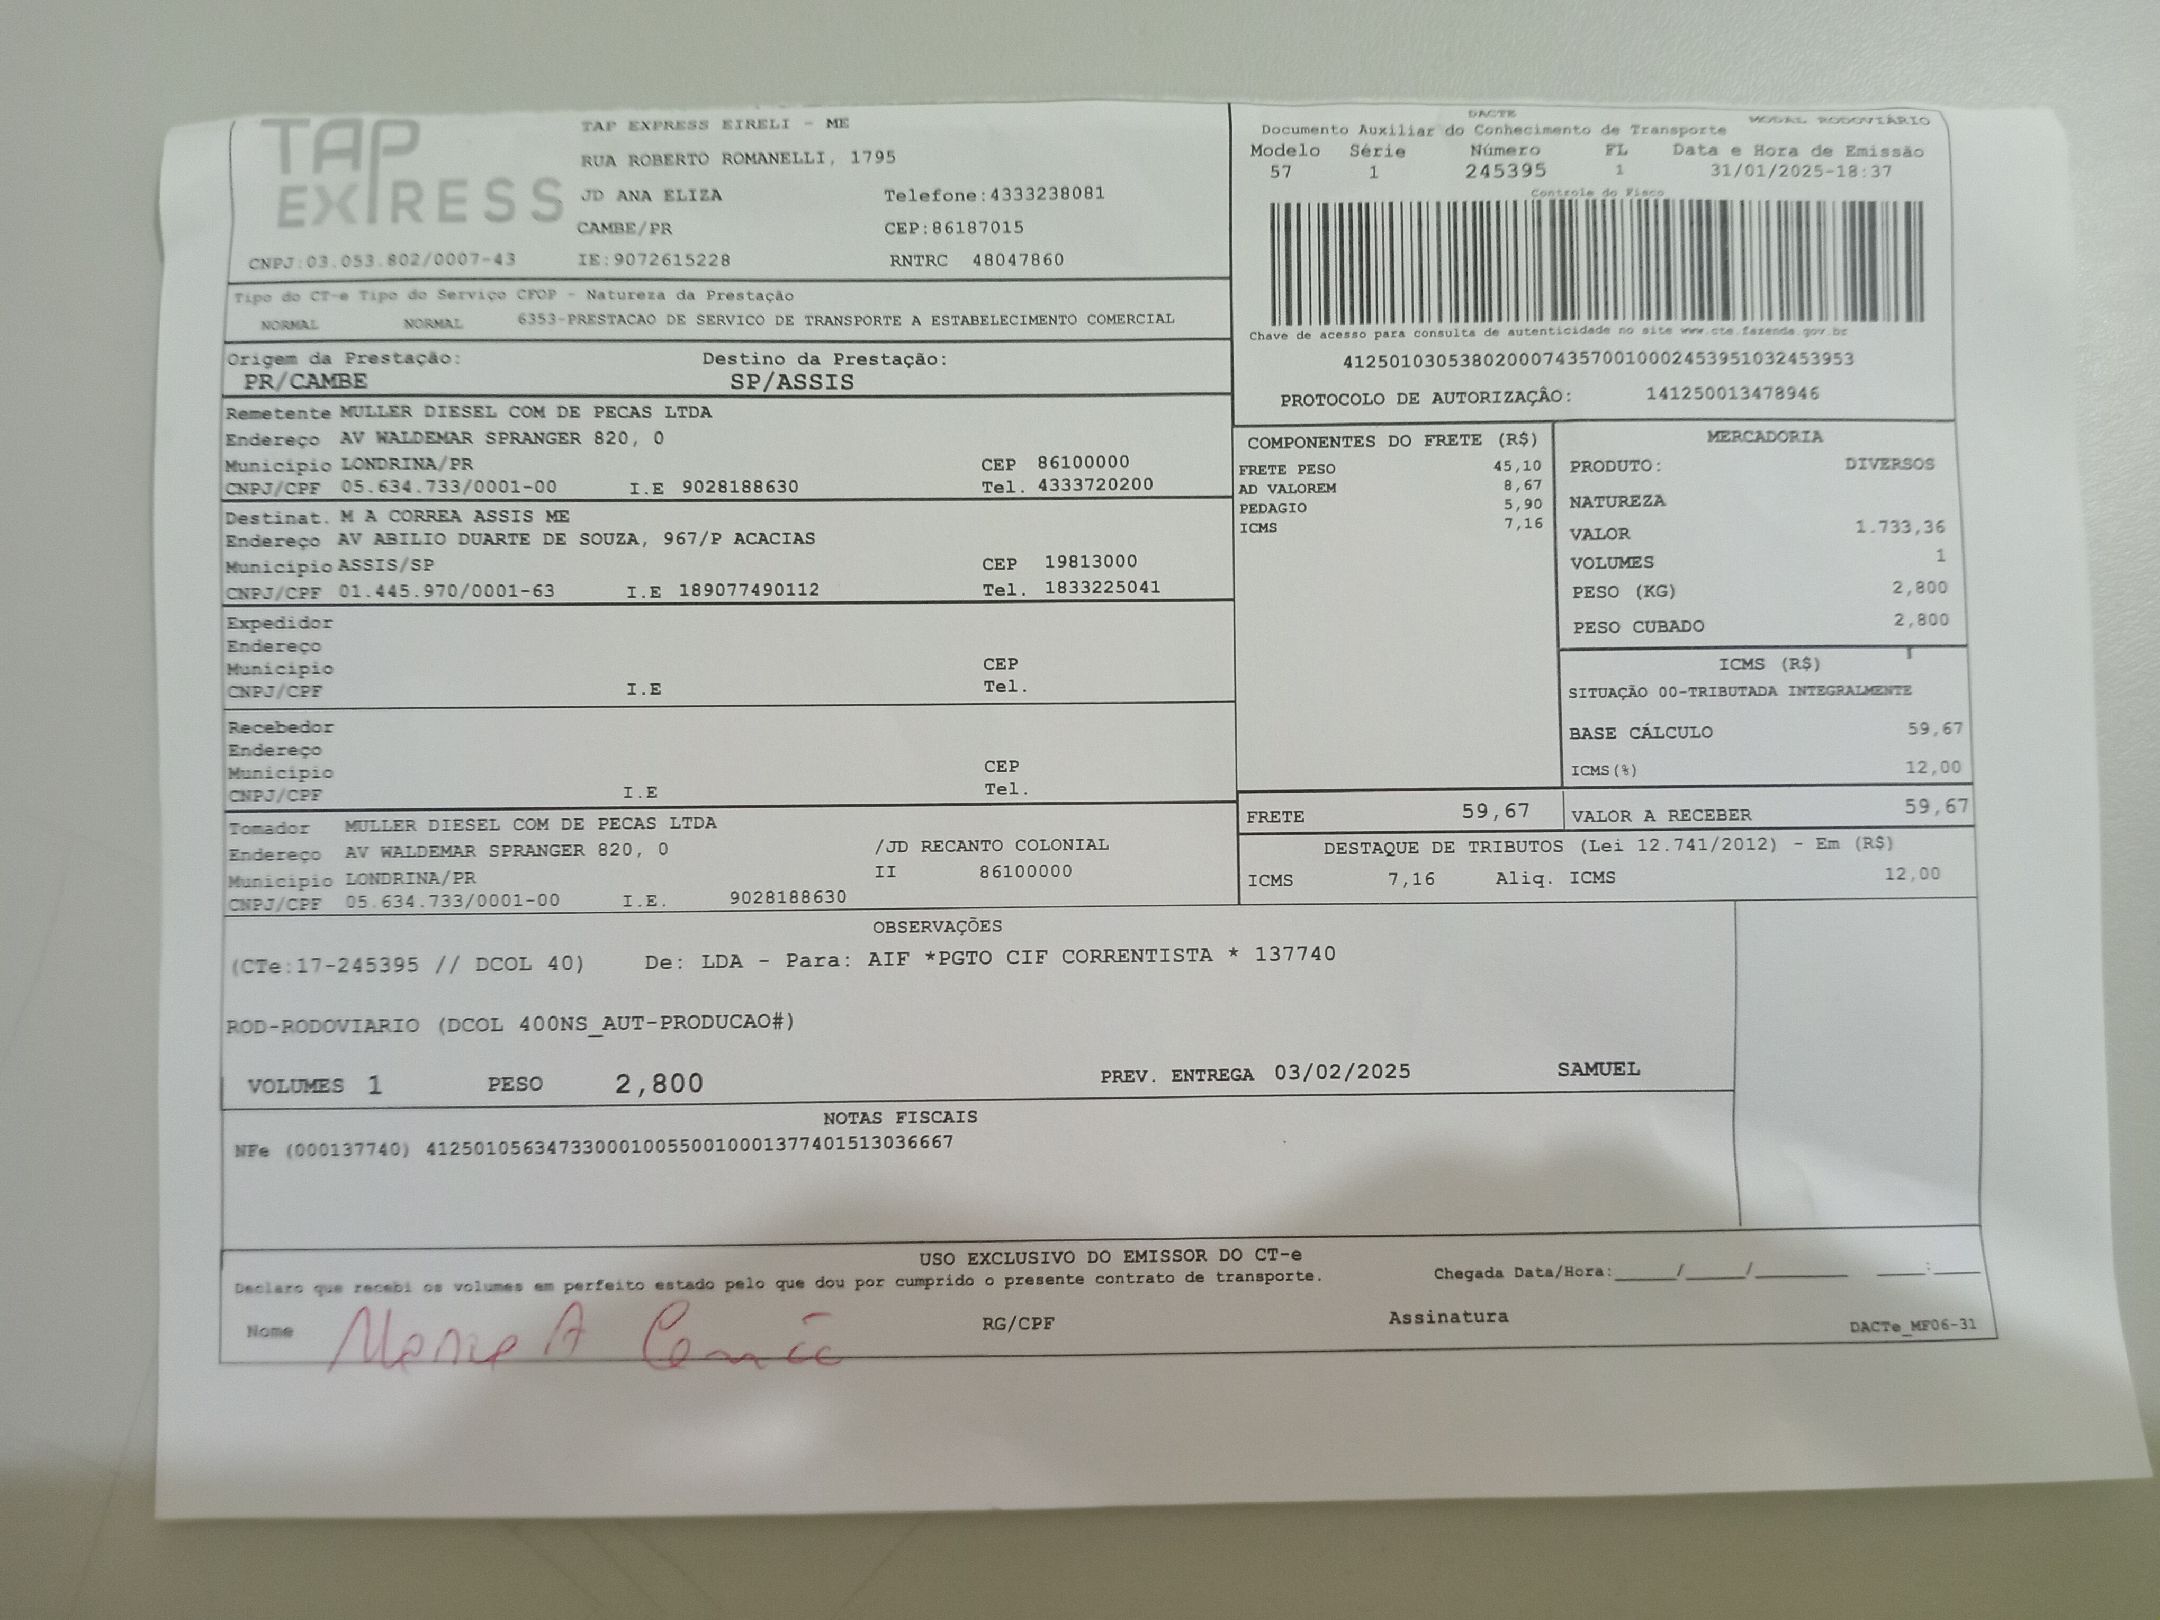 TAP EXPRESS
TAP EXPRESS EIRELI - ME
RUA ROBERTO ROMANELLI, 1795
JD ANA ELIZA Telefone:4333238081
CAMBE/PR CEP:86187015
CNPJ:03.053.802/0007-43 IE:9072615228 RNTRC 48047860
DACTE MODAL RODOVIÁRIO
Documento Auxiliar do Conhecimento de Transporte
Modelo Série Número FL Data e Hora de Emissão
57 1 245395 1 31/01/2025-18:37
Controle do Fisco
Chave de acesso para consulta de autenticidade no site www.cte.fazenda.gov.br
41250103053802000743570010002453951032453953
PROTOCOLO DE AUTORIZAÇÃO: 141250013478946
Tipo do CT-e Tipo do Serviço CFOP - Natureza da Prestação
NORMAL NORMAL 6353-PRESTACAO DE SERVICO DE TRANSPORTE A ESTABELECIMENTO COMERCIAL
Origem da Prestação: Destino da Prestação:
PR/CAMBE SP/ASSIS
Remetente MULLER DIESEL COM DE PECAS LTDA
Endereço AV WALDEMAR SPRANGER 820, 0
Município LONDRINA/PR CEP 86100000
CNPJ/CPF 05.634.733/0001-00 I.E 9028188630 Tel. 4333720200
Destinat. M A CORREA ASSIS ME
Endereço AV ABILIO DUARTE DE SOUZA, 967/P ACACIAS
Município ASSIS/SP CEP 19813000
CNPJ/CPF 01.445.970/0001-63 I.E 189077490112 Tel. 1833225041
Expedidor
Endereço
Município CEP
CNPJ/CPF I.E Tel.
Recebedor
Endereço
Município CEP
CNPJ/CPF I.E Tel.
Tomador MULLER DIESEL COM DE PECAS LTDA
Endereço AV WALDEMAR SPRANGER 820, 0 /JD RECANTO COLONIAL
Município LONDRINA/PR II 86100000
CNPJ/CPF 05.634.733/0001-00 I.E. 9028188630
COMPONENTES DO FRETE (R$)
FRETE PESO 45,10
AD VALOREM 8,67
PEDAGIO 5,90
ICMS 7,16
MERCADORIA
PRODUTO: DIVERSOS
NATUREZA
VALOR 1.733,36
VOLUMES 1
PESO (KG) 2,800
PESO CUBADO 2,800
ICMS (R$)
SITUAÇÃO 00-TRIBUTADA INTEGRALMENTE
BASE CÁLCULO 59,67
ICMS(%) 12,00
FRETE 59,67 VALOR A RECEBER 59,67
DESTAQUE DE TRIBUTOS (Lei 12.741/2012) - Em (R$)
ICMS 7,16 Aliq. ICMS 12,00
OBSERVAÇÕES
(CTe:17-245395 // DCOL 40) De: LDA - Para: AIF *PGTO CIF CORRENTISTA * 137740
ROD-RODOVIARIO (DCOL 400NS_AUT-PRODUCAO#)
VOLUMES 1 PESO 2,800 PREV. ENTREGA 03/02/2025 SAMUEL
NOTAS FISCAIS
NFe (000137740) 41250105634733000100550010001377401513036667
USO EXCLUSIVO DO EMISSOR DO CT-e
Declaro que recebi os volumes em perfeito estado pelo que dou por cumprido o presente contrato de transporte. Chegada Data/Hora:_____/_____/________ ____:____
Nome RG/CPF Assinatura
DACTe_MF06-31